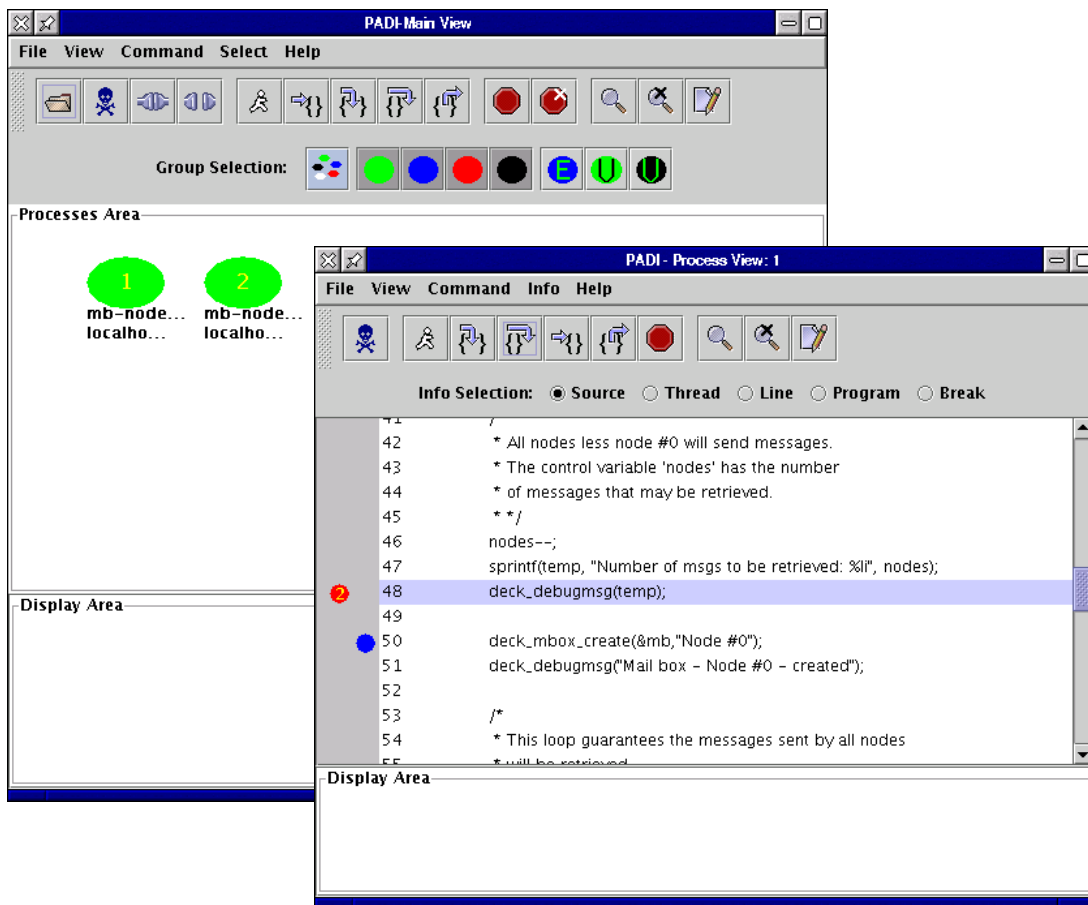 PADI-Main View
File View Command Select Help
Group Selection:
E U U
Processes Area
1 2
mb-node... mb-node...
localho... localho...
Display Area
PADI - Process View: 1
File View Command Info Help
Info Selection: Source Thread Line Program Break
41 /*
42 * All nodes less node #0 will send messages.
43 * The control variable 'nodes' has the number
44 * of messages that may be retrieved.
45 * */
46 nodes--;
47 sprintf(temp, "Number of msgs to be retrieved: %li", nodes);
2 48 deck_debugmsg(temp);
49
50 deck_mbox_create(&mb,"Node #0");
51 deck_debugmsg("Mail box - Node #0 - created");
52
53 /*
54 * This loop guarantees the messages sent by all nodes
55 * will be retrieved
Display Area